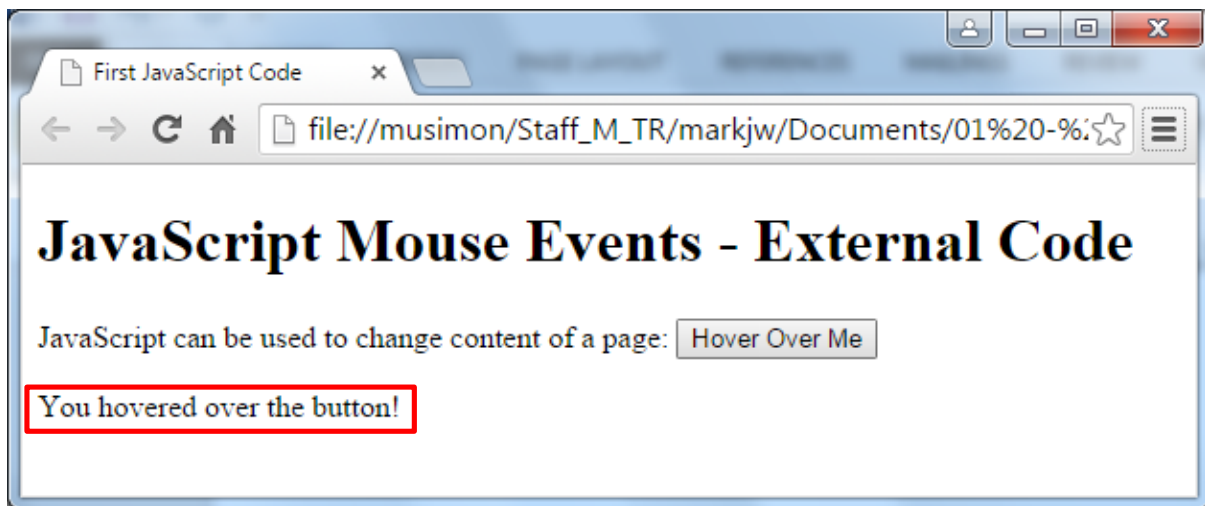 First JavaScript Code
file://musimon/Staff_M_TR/markjw/Documents/01%20-%
JavaScript Mouse Events - External Code
JavaScript can be used to change content of a page: Hover Over Me
You hovered over the button!